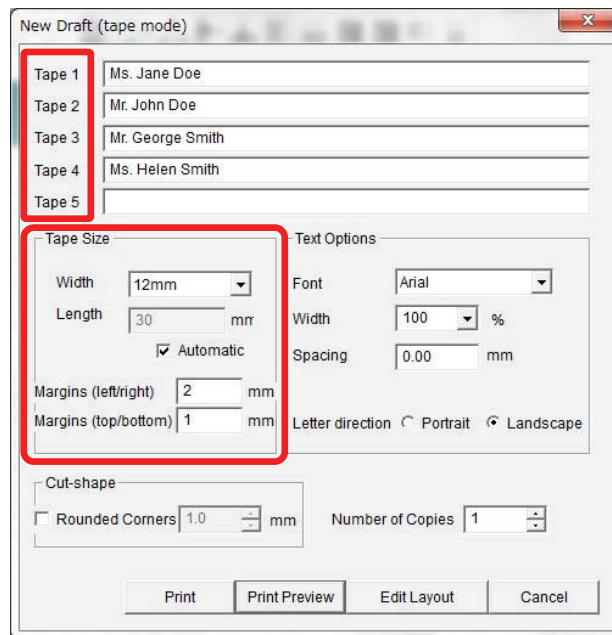 New Draft (tape mode)
Tape 1 Ms. Jane Doe
Tape 2 Mr. John Doe
Tape 3 Mr. George Smith
Tape 4 Ms. Helen Smith
Tape 5
Tape Size
Width 12mm
Length 30 mm
Automatic
Margins (left/right) 2 mm
Margins (top/bottom) 1 mm
Text Options
Font Arial
Width 100 %
Spacing 0.00 mm
Letter direction Portrait Landscape
Cut-shape
Rounded Corners 1.0 mm
Number of Copies 1
Print Print Preview Edit Layout Cancel